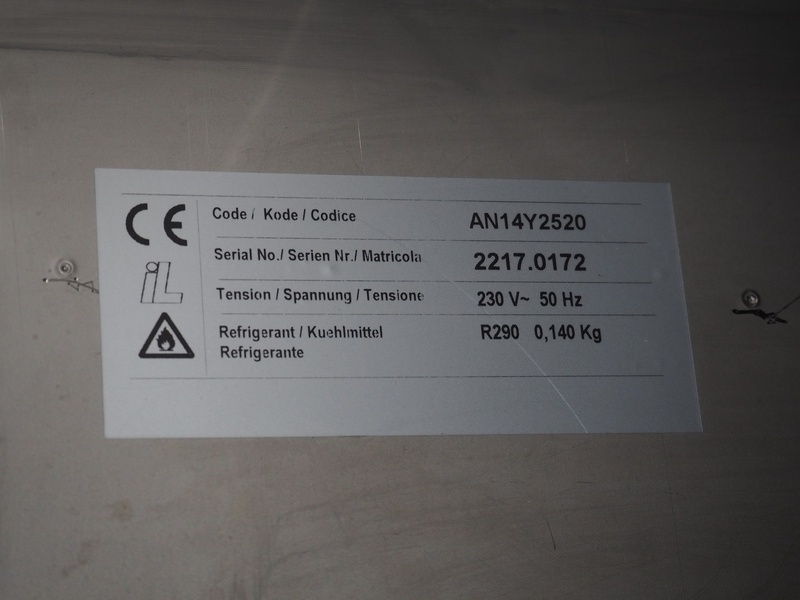 CE
Code / Kode / Codice AN14Y2520
Serial No./ Serien Nr./ Matricola 2217.0172
iL
Tension / Spannung / Tensione 230 V~ 50 Hz
Refrigerant / Kuehlmittel R290 0,140 Kg
Refrigerante